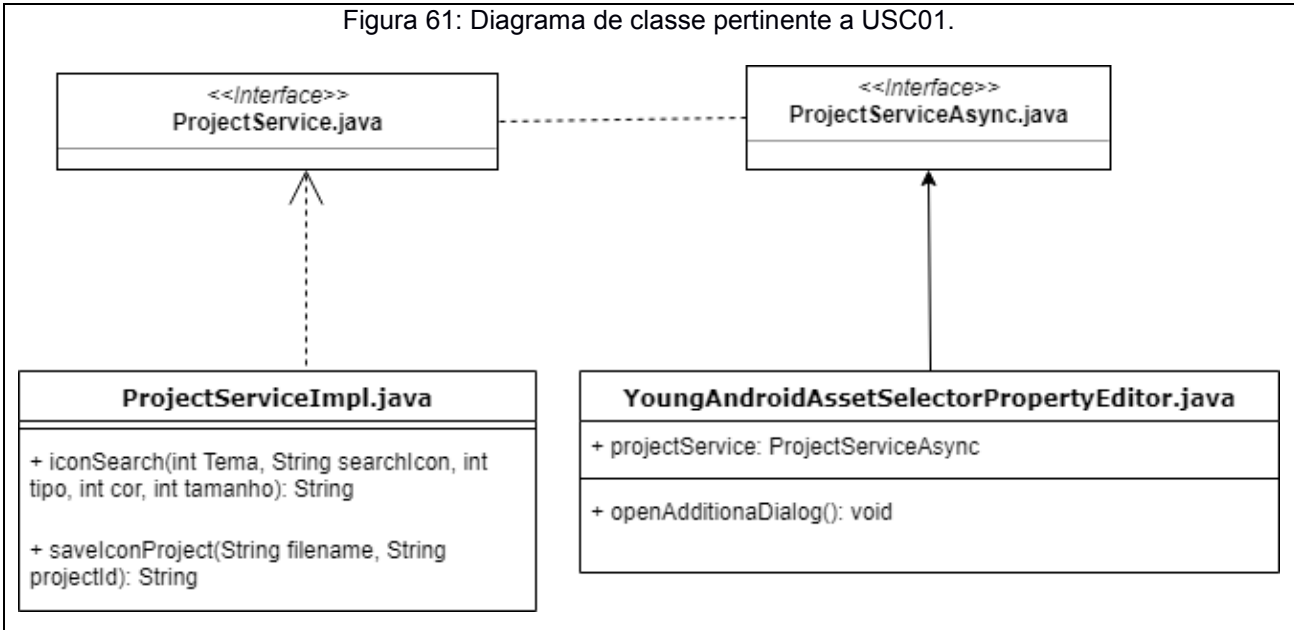 Figura 61: Diagrama de classe pertinente a USC01.
<<Interface>>
ProjectService.java
<<Interface>>
ProjectServiceAsync.java
ProjectServiceImpl.java
+ iconSearch(int Tema, String searchIcon, int
tipo, int cor, int tamanho): String
+ saveIconProject(String filename, String
projectId): String
YoungAndroidAssetSelectorPropertyEditor.java
+ projectService: ProjectServiceAsync
+ openAdditionaDialog(): void